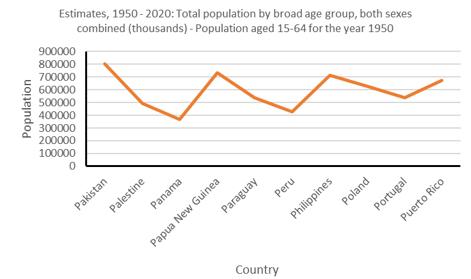 Estimates, 1950 - 2020: Total population by broad age group, both sexes
combined (thousands) - Population aged 15-64 for the year 1950
900000
800000
700000
600000
500000
400000
300000
200000
100000
0
Population
Pakistan
Palestine
Panama
Papua New Guinea
Paraguay
Peru
Philippines
Poland
Portugal
Puerto Rico
Country